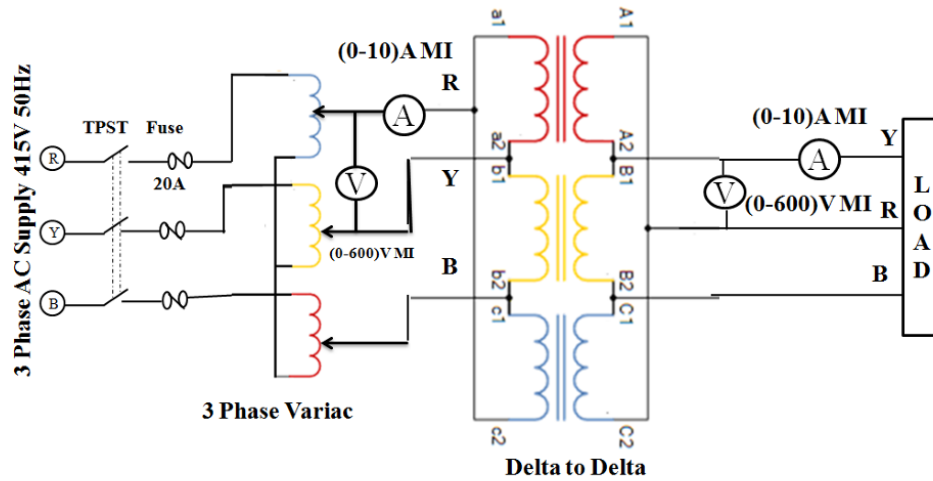 3 Phase AC Supply 415V 50Hz
R
Y
B
TPST
Fuse
20A
3 Phase Variac
(0-10)A MI
A
V
(0-600)V MI
R
Y
B
a1
a2
b1
b2
c1
c2
A1
A2
B1
B2
C1
C2
Delta to Delta
(0-10)A MI
A
V
(0-600)V MI
Y
R
B
LOAD